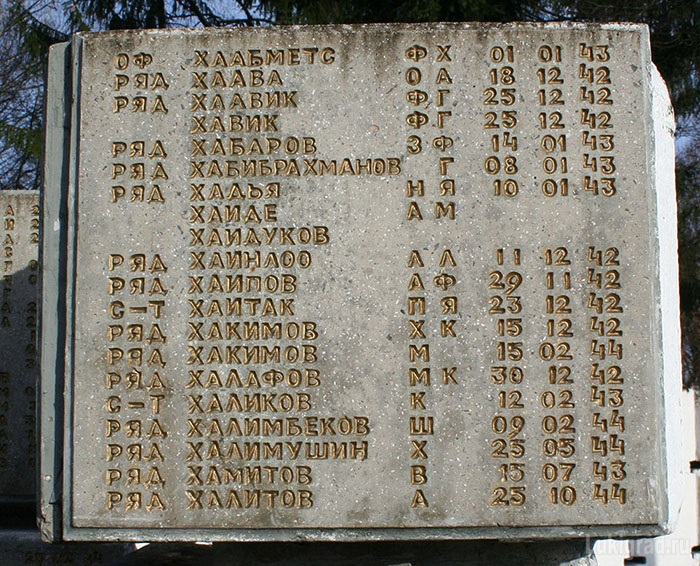 ОФ ХЛАБМЕТС Ф Х 01 01 43
РЯД ХЛАВА О А 18 12 42
РЯД ХЛАВИК Ф Г 25 12 42
ХАВИК Ф Г 25 12 42
РЯД ХАБАРОВ З Ф 14 01 43
РЯД ХАБИБРАХМАНОВ Г 08 01 43
РЯД ХАДЬЯ Н Я 10 01 43
ХАИДЕ А М
ХАИДУКОВ
РЯД ХАИНЛОО Л Л 11 12 42
РЯД ХАИПОВ А Ф 29 11 42
С-Т ХАИТАК П Я 23 12 42
РЯД ХАКИМОВ Х К 15 12 42
РЯД ХАКИМОВ М 15 02 44
РЯД ХАЛАФОВ М К 30 12 42
С-Т ХАЛИКОВ К 12 02 43
РЯД ХАЛИМБЕКОВ Ш 09 02 44
РЯД ХАЛИМУШИН Х 25 05 44
РЯД ХАМИТОВ В 15 07 43
РЯД ХАЛИТОВ А 25 10 44